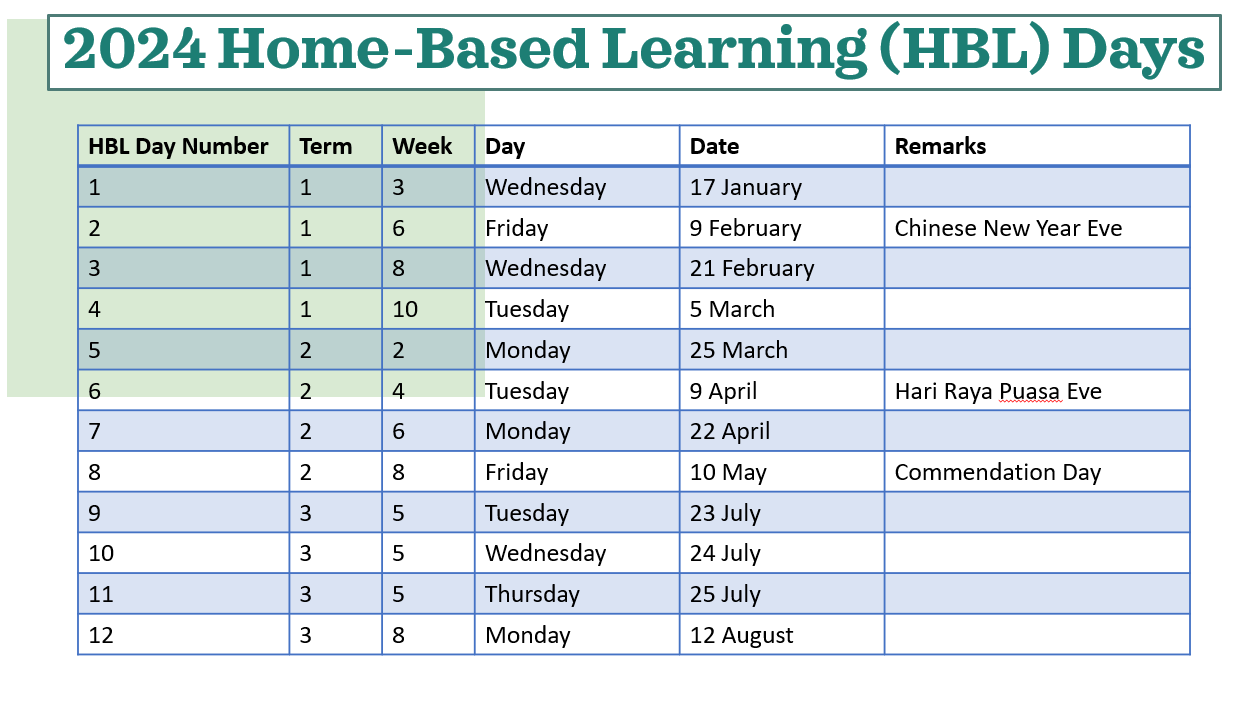 2024 Home-Based Learning (HBL) Days
HBL Day Number Term Week Day Date Remarks
1 1 3 Wednesday 17 January
2 1 6 Friday 9 February Chinese New Year Eve
3 1 8 Wednesday 21 February
4 1 10 Tuesday 5 March
5 2 2 Monday 25 March
6 2 4 Tuesday 9 April Hari Raya Puasa Eve
7 2 6 Monday 22 April
8 2 8 Friday 10 May Commendation Day
9 3 5 Tuesday 23 July
10 3 5 Wednesday 24 July
11 3 5 Thursday 25 July
12 3 8 Monday 12 August